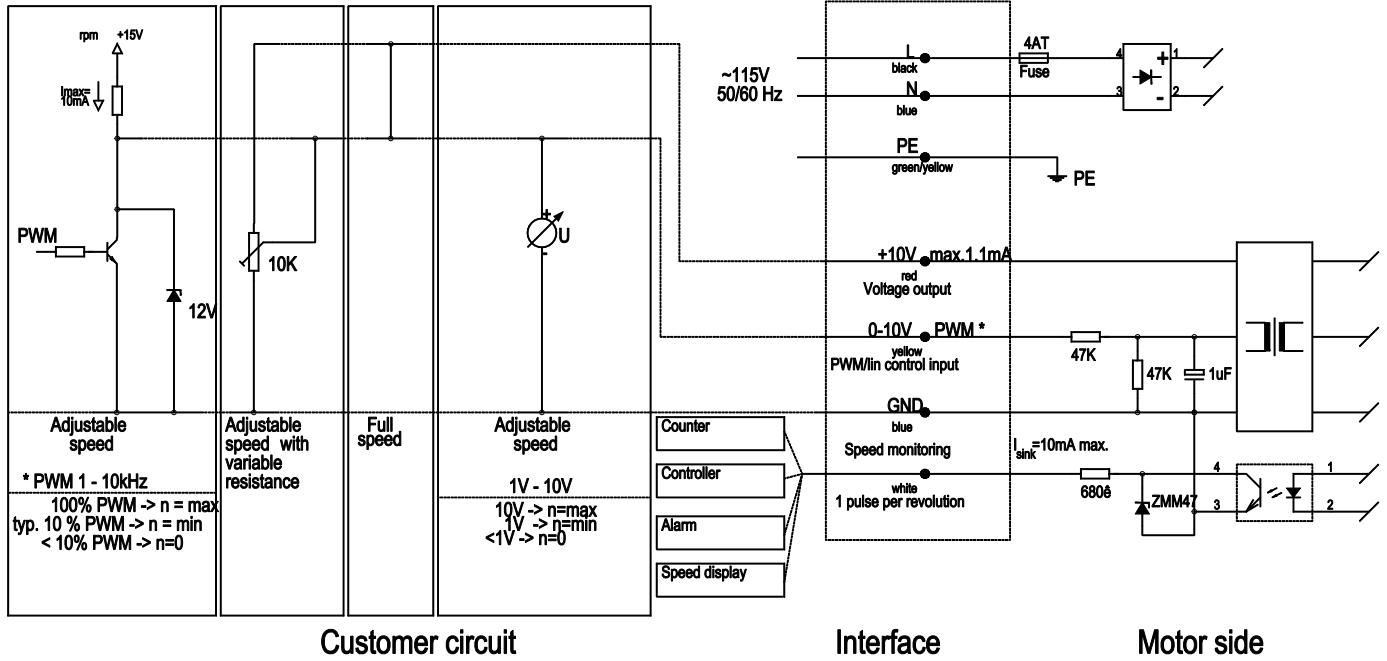 rpm +15V
Imax=
10mA
PWM
12V
Adjustable
speed
* PWM 1 - 10kHz
100% PWM -> n = max
typ. 10 % PWM -> n = min
< 10% PWM -> n=0
10K
Adjustable
speed with
variable
resistance
Full
speed
+
U
-
Adjustable
speed
1V - 10V
10V -> n=max
1V -> n=min
<1V -> n=0
Counter
Controller
Alarm
Speed display
~115V
50/60 Hz
L
black
N
blue
PE
green/yellow
+10V max.1.1mA
red
Voltage output
0-10V PWM *
yellow
PWM/lin control input
GND
blue
Speed monitoring
white
1 pulse per revolution
4AT
Fuse
4 + 1
3 - 2
PE
47K
47K
1uF
Isink=10mA max.
680ê
ZMM47
4 1
3 2
Customer circuit
Interface
Motor side